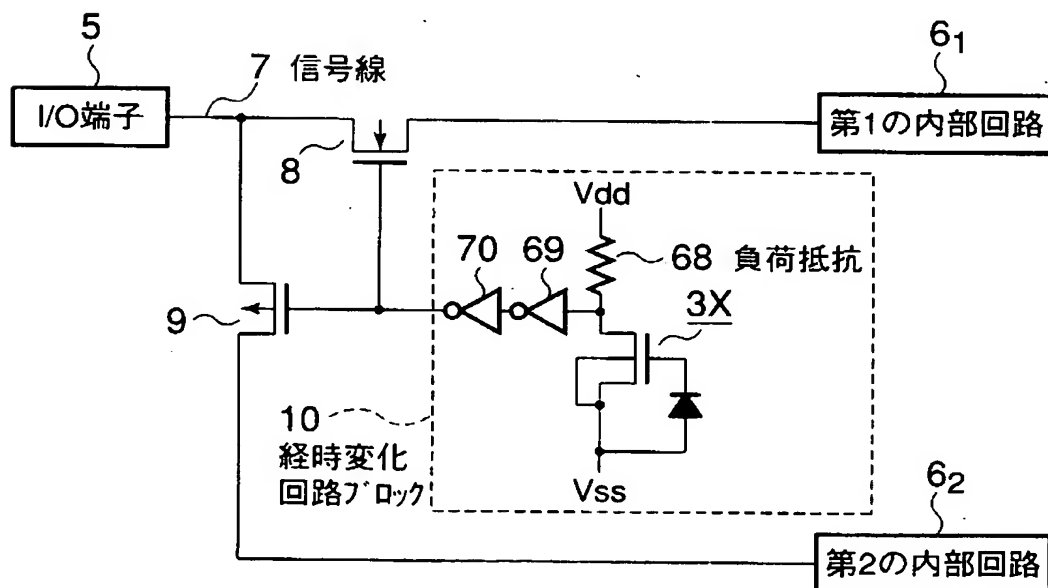 5
I/O端子
7 信号線
6₁
第1の内部回路
8
Vdd
70
69
68 負荷抵抗
3X
9
10
経時変化
回路ブロック
Vss
6₂
第2の内部回路